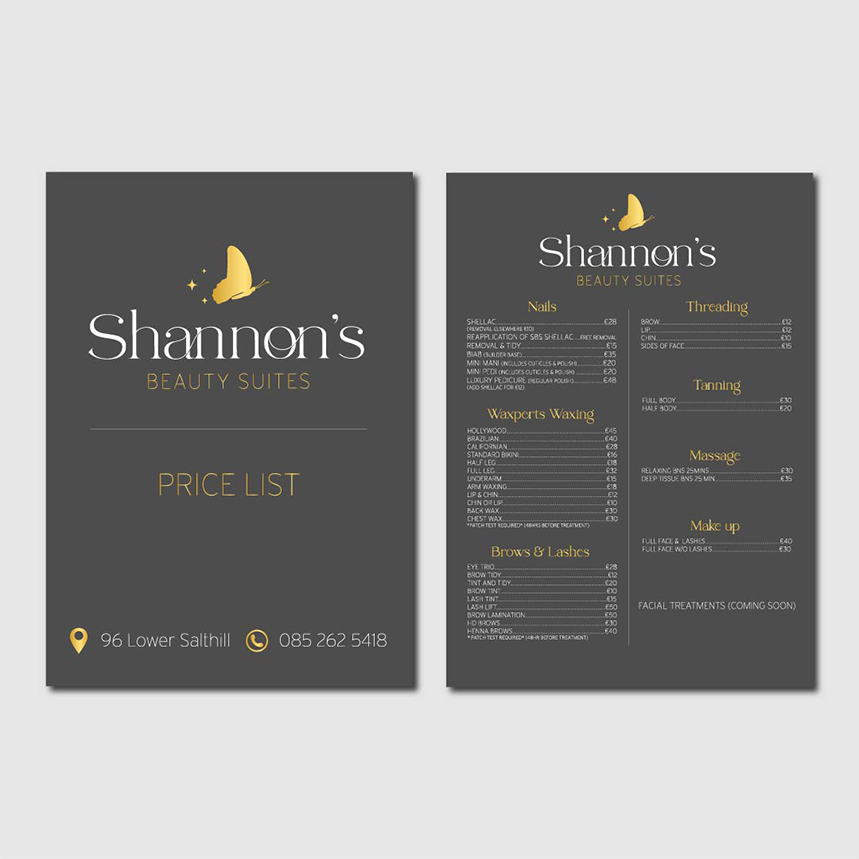 Shannon's
BEAUTY SUITES
PRICE LIST
96 Lower Salthill
085 262 5418
Shannon's
BEAUTY SUITES
Nails
SHELLAC...€28
(REMOVAL ELSEWHERE €10)
REAPPLICATION OF SBS SHELLAC...FREE REMOVAL
REMOVAL & TIDY...€15
BIAB (BUILDER BASE)...€35
MINI MANI (INCLUDES CUTICLES & POLISH)...€20
MINI PEDI (INCLUDES CUTICLES & POLISH)...€20
LUXURY PEDICURE (REGULAR POLISH)...€48
(ADD SHELLAC FOR €12)
Waxperts Waxing
HOLLYWOOD...€45
BRAZILIAN...€40
CALIFORNIAN...€28
STANDARD BIKINI...€16
HALF LEG...€18
FULL LEG...€32
UNDERARM...€15
ARM WAXING...€18
LIP & CHIN...€12
CHIN OR LIP...€10
BACK WAX...€30
CHEST WAX...€30
*PATCH TEST REQUIRED* (48HRS BEFORE TREATMENT)
Brows & Lashes
EYE TRIO...€28
BROW TIDY...€12
TINT AND TIDY...€20
BROW TINT...€10
LASH TINT...€15
LASH LIFT...€50
BROW LAMINATION...€50
HD BROWS...€30
HENNA BROWS...€40
*PATCH TEST REQUIRED* (48HR BEFORE TREATMENT)
Threading
BROW...€12
LIP...€12
CHIN...€10
SIDES OF FACE...€15
Tanning
FULL BODY...€30
HALF BODY...€20
Massage
RELAXING BNS 25MINS...€30
DEEP TISSUE BNS 25 MIN...€35
Make up
FULL FACE & LASHES...€40
FULL FACE W/O LASHES...€30
FACIAL TREATMENTS (COMING SOON)